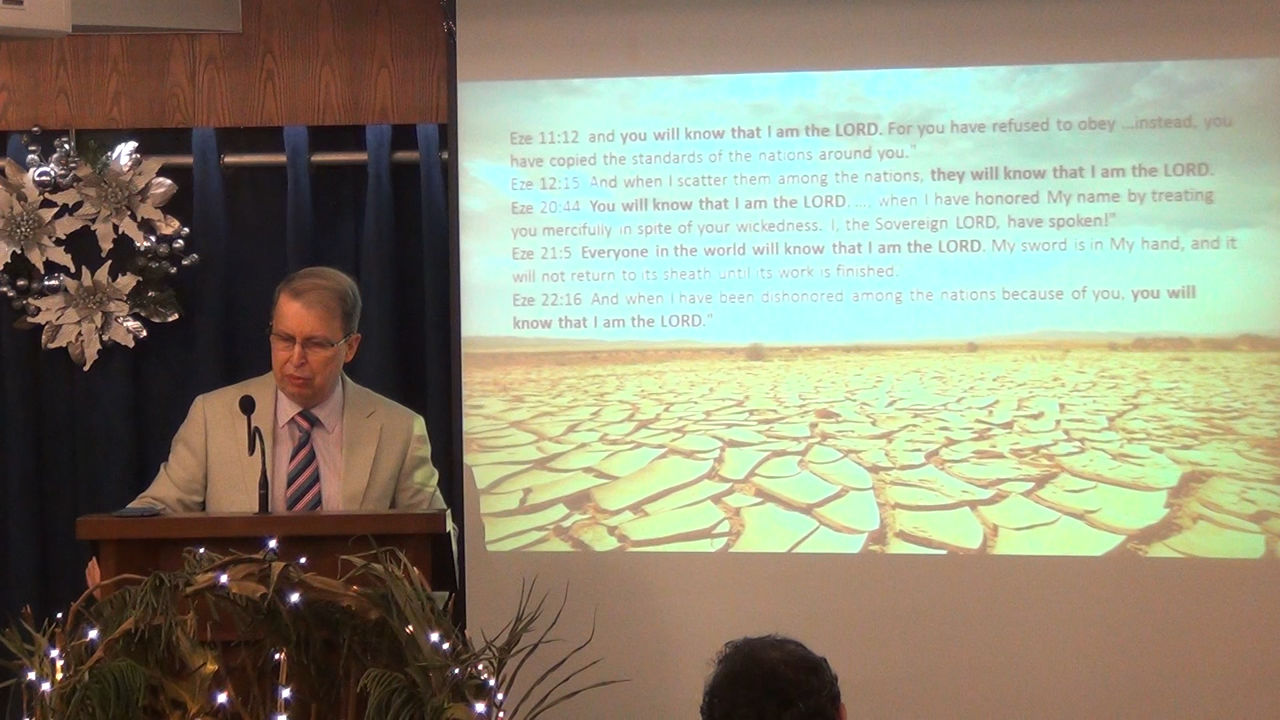 Eze 11:12 and you will know that I am the LORD. For you have refused to obey ...instead, you
have copied the standards of the nations around you."
Eze 12:15 And when I scatter them among the nations, they will know that I am the LORD.
Eze 20:44 You will know that I am the LORD. ... when I have honored My name by treating
you mercifully in spite of your wickedness. I, the Sovereign LORD, have spoken!"
Eze 21:5 Everyone in the world will know that I am the LORD. My sword is in My hand, and it
will not return to its sheath until its work is finished.
Eze 22:16 And when I have been dishonored among the nations because of you, you will
know that I am the LORD."